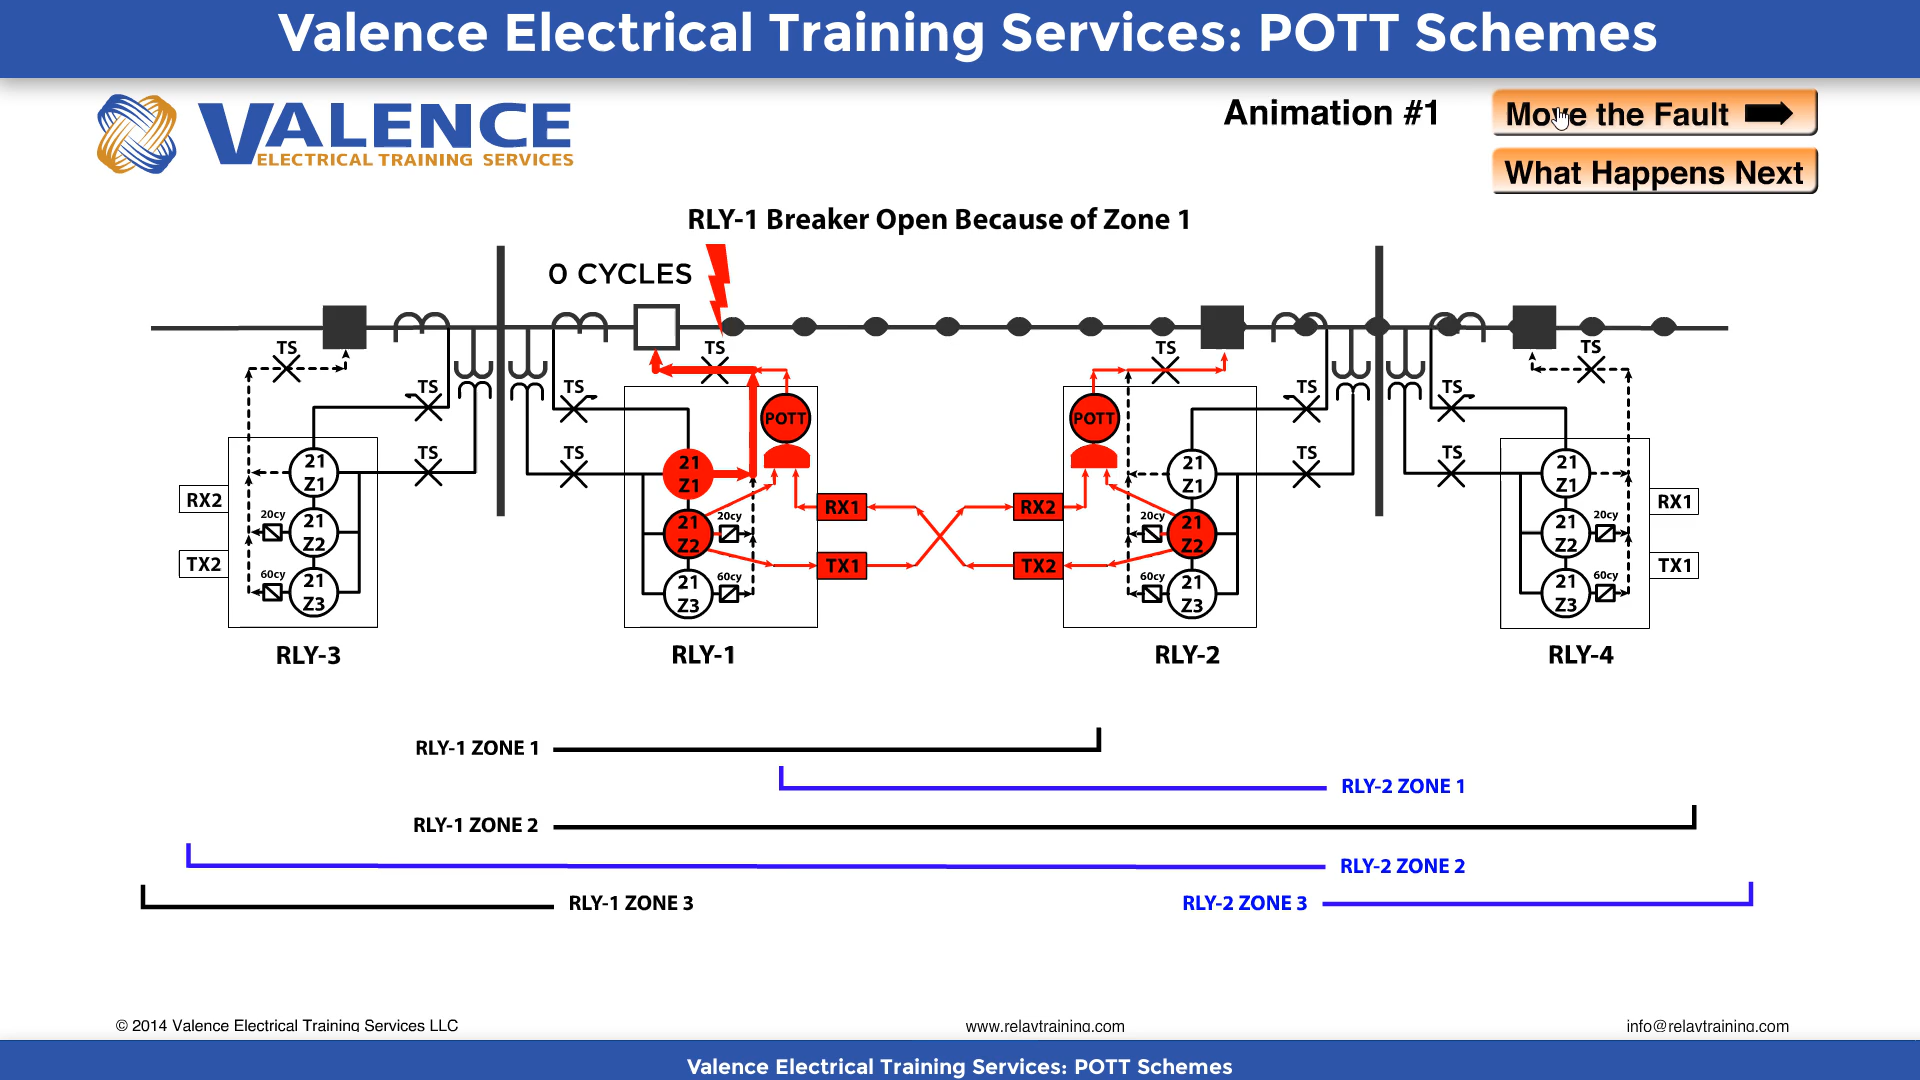 Valence Electrical Training Services: POTT Schemes
VALENCE
ELECTRICAL TRAINING SERVICES
Animation #1
Move the Fault
What Happens Next
RLY-1 Breaker Open Because of Zone 1
0 CYCLES
TS
TS
TS
TS
TS
TS
TS
TS
TS
TS
TS
TS
POTT
POTT
21
Z1
21
Z1
21
Z1
21
Z1
RX2
RX1
RX2
RX1
20cy
20cy
20cy
20cy
21
Z2
21
Z2
21
Z2
21
Z2
TX2
TX1
TX2
TX1
60cy
60cy
60cy
60cy
21
Z3
21
Z3
21
Z3
21
Z3
RLY-3
RLY-1
RLY-2
RLY-4
RLY-1 ZONE 1
RLY-2 ZONE 1
RLY-1 ZONE 2
RLY-2 ZONE 2
RLY-1 ZONE 3
RLY-2 ZONE 3
© 2014 Valence Electrical Training Services LLC
www.relaytraining.com
info@relaytraining.com
Valence Electrical Training Services: POTT Schemes